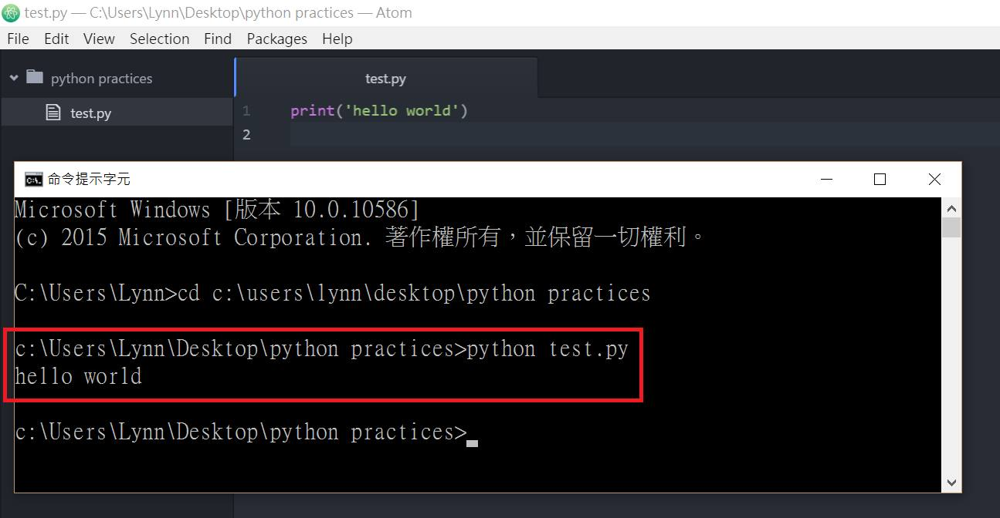 test.py — C:\Users\Lynn\Desktop\python practices — Atom
File Edit View Selection Find Packages Help
python practices
test.py
test.py
1 print('hello world')
2
命令提示字元
Microsoft Windows [版本 10.0.10586]
(c) 2015 Microsoft Corporation. 著作權所有，並保留一切權利。
C:\Users\Lynn>cd c:\users\lynn\desktop\python practices
c:\Users\Lynn\Desktop\python practices>python test.py
hello world
c:\Users\Lynn\Desktop\python practices>